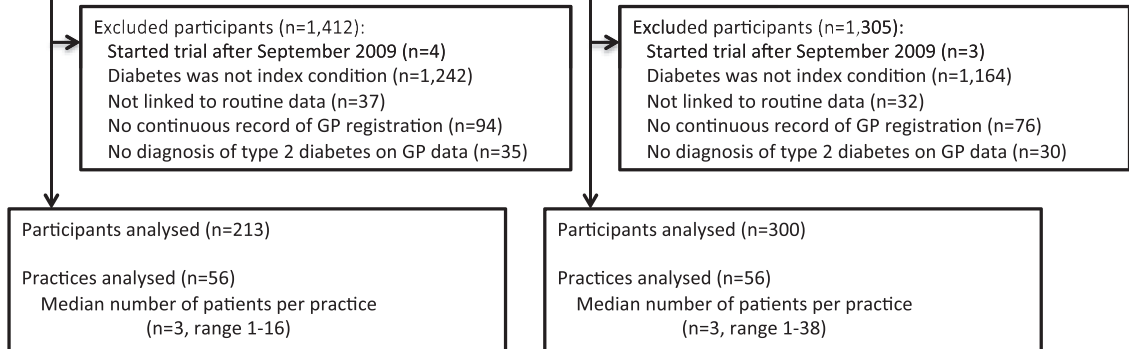 Excluded participants (n=1,412):
Started trial after September 2009 (n=4)
Diabetes was not index condition (n=1,242)
Not linked to routine data (n=37)
No continuous record of GP registration (n=94)
No diagnosis of type 2 diabetes on GP data (n=35)
Excluded participants (n=1,305):
Started trial after September 2009 (n=3)
Diabetes was not index condition (n=1,164)
Not linked to routine data (n=32)
No continuous record of GP registration (n=76)
No diagnosis of type 2 diabetes on GP data (n=30)
Participants analysed (n=213)
Practices analysed (n=56)
Median number of patients per practice
(n=3, range 1-16)
Participants analysed (n=300)
Practices analysed (n=56)
Median number of patients per practice
(n=3, range 1-38)